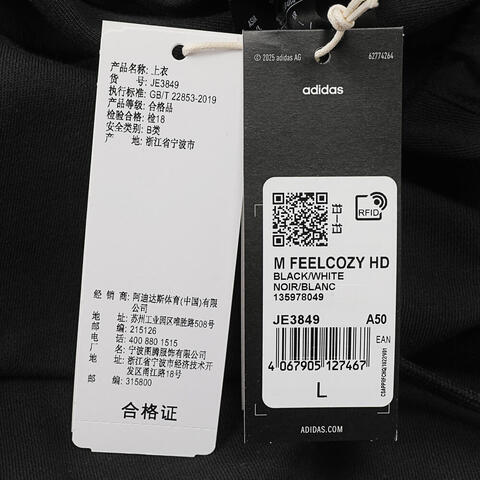 产品名称: 上衣
货 号: JE3849
执行标准: GB/T 22853-2019
产品等级: 合格品
检验合格: 检18
安全类别: B类
产 地: 浙江省宁波市
经 销 商: 阿迪达斯体育(中国)有限
公司
地 址: 苏州工业园区唯胜路508号
邮 编: 215126
电 话: 400 880 1515
厂 名: 宁波图腾服饰有限公司
地 址: 浙江省宁波市经济技术开
发区甬江路18号
邮 编: 315800
合格证
© 2025 adidas AG
62774264
adidas
RFID
M FEELCOZY HD
BLACK/WHITE
NOIR/BLANC
135978049
JE3849 A50
EAN
4 067905 127467
L
ADIDAS.COM